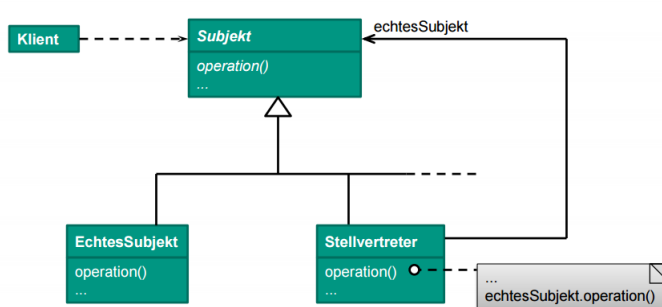 Klient
Subjekt
operation()
...
echtesSubjekt
EchtesSubjekt
operation()
...
Stellvertreter
operation()
...
...
echtesSubjekt.operation()